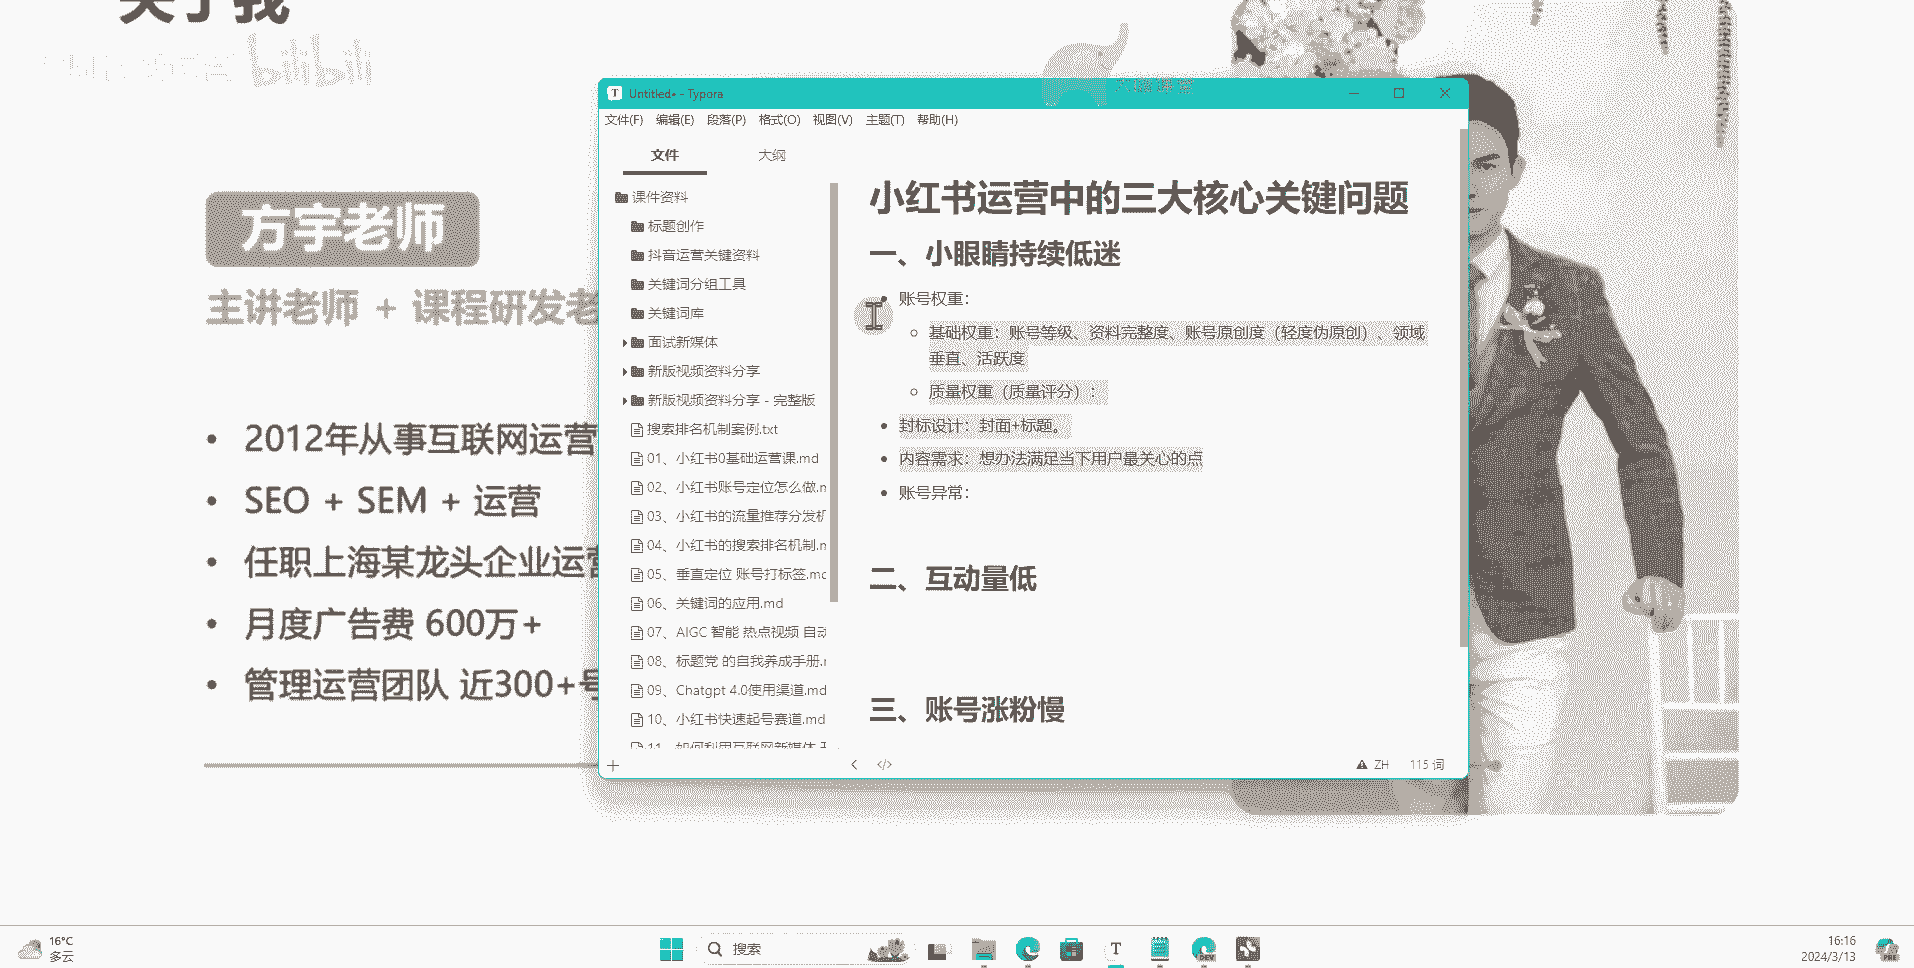 关于我
bilibili
方宇老师
主讲老师 + 课程研发老
2012年从事互联网运营
SEO + SEM + 运营
任职上海某龙头企业运营
月度广告费 600万+
管理运营团队 近300+号
Untitled• - Typora
文件(F) 编辑(E) 段落(P) 格式(O) 视图(V) 主题(T) 帮助(H)
文件 大纲
课件资料
标题创作
抖音运营关键资料
关键词分组工具
关键词库
面试新媒体
新版视频资料分享
新版视频资料分享 - 完整版
搜索排名机制案例.txt
01、小红书0基础运营课.md
02、小红书账号定位怎么做.m
03、小红书的流量推荐分发机
04、小红书的搜索排名机制.m
05、垂直定位 账号打标签.md
06、关键词的应用.md
07、AIGC 智能 热点视频 自动
08、标题党 的自我养成手册.m
09、Chatgpt 4.0使用渠道.md
10、小红书快速起号赛道.md
11、如何利用互联网新媒体
小红书运营中的三大核心关键问题
一、小眼睛持续低迷
账号权重：
基础权重：账号等级、资料完整度、账号原创度（轻度伪原创）、领域
垂直、活跃度
质量权重（质量评分）：
封标设计：封面+标题。
内容需求：想办法满足当下用户最关心的点
账号异常：
二、互动量低
三、账号涨粉慢
ZH 115 词
16°C
多云
搜索
T
DEV
16:16
2024/3/13
PRE